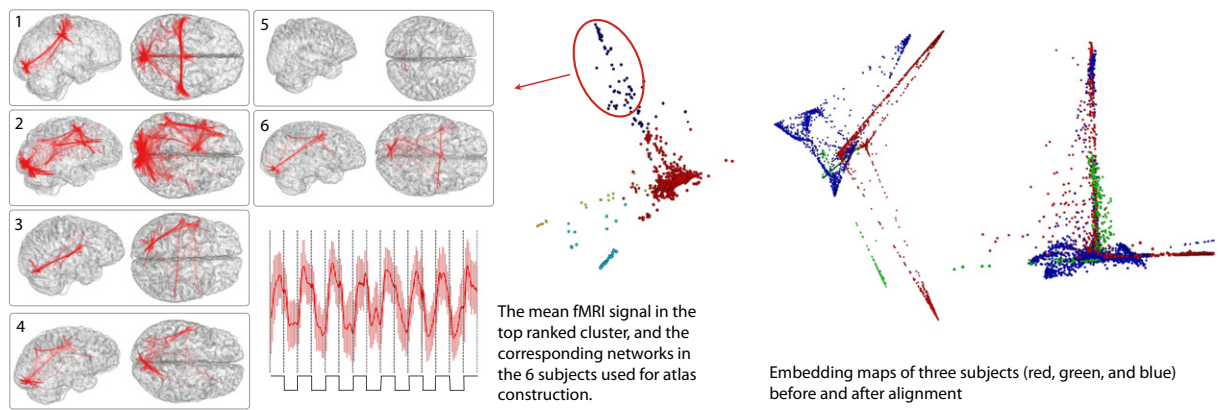 1
2
3
4
5
6
The mean fMRI signal in the
top ranked cluster, and the
corresponding networks in
the 6 subjects used for atlas
construction.
Embedding maps of three subjects (red, green, and blue)
before and after alignment